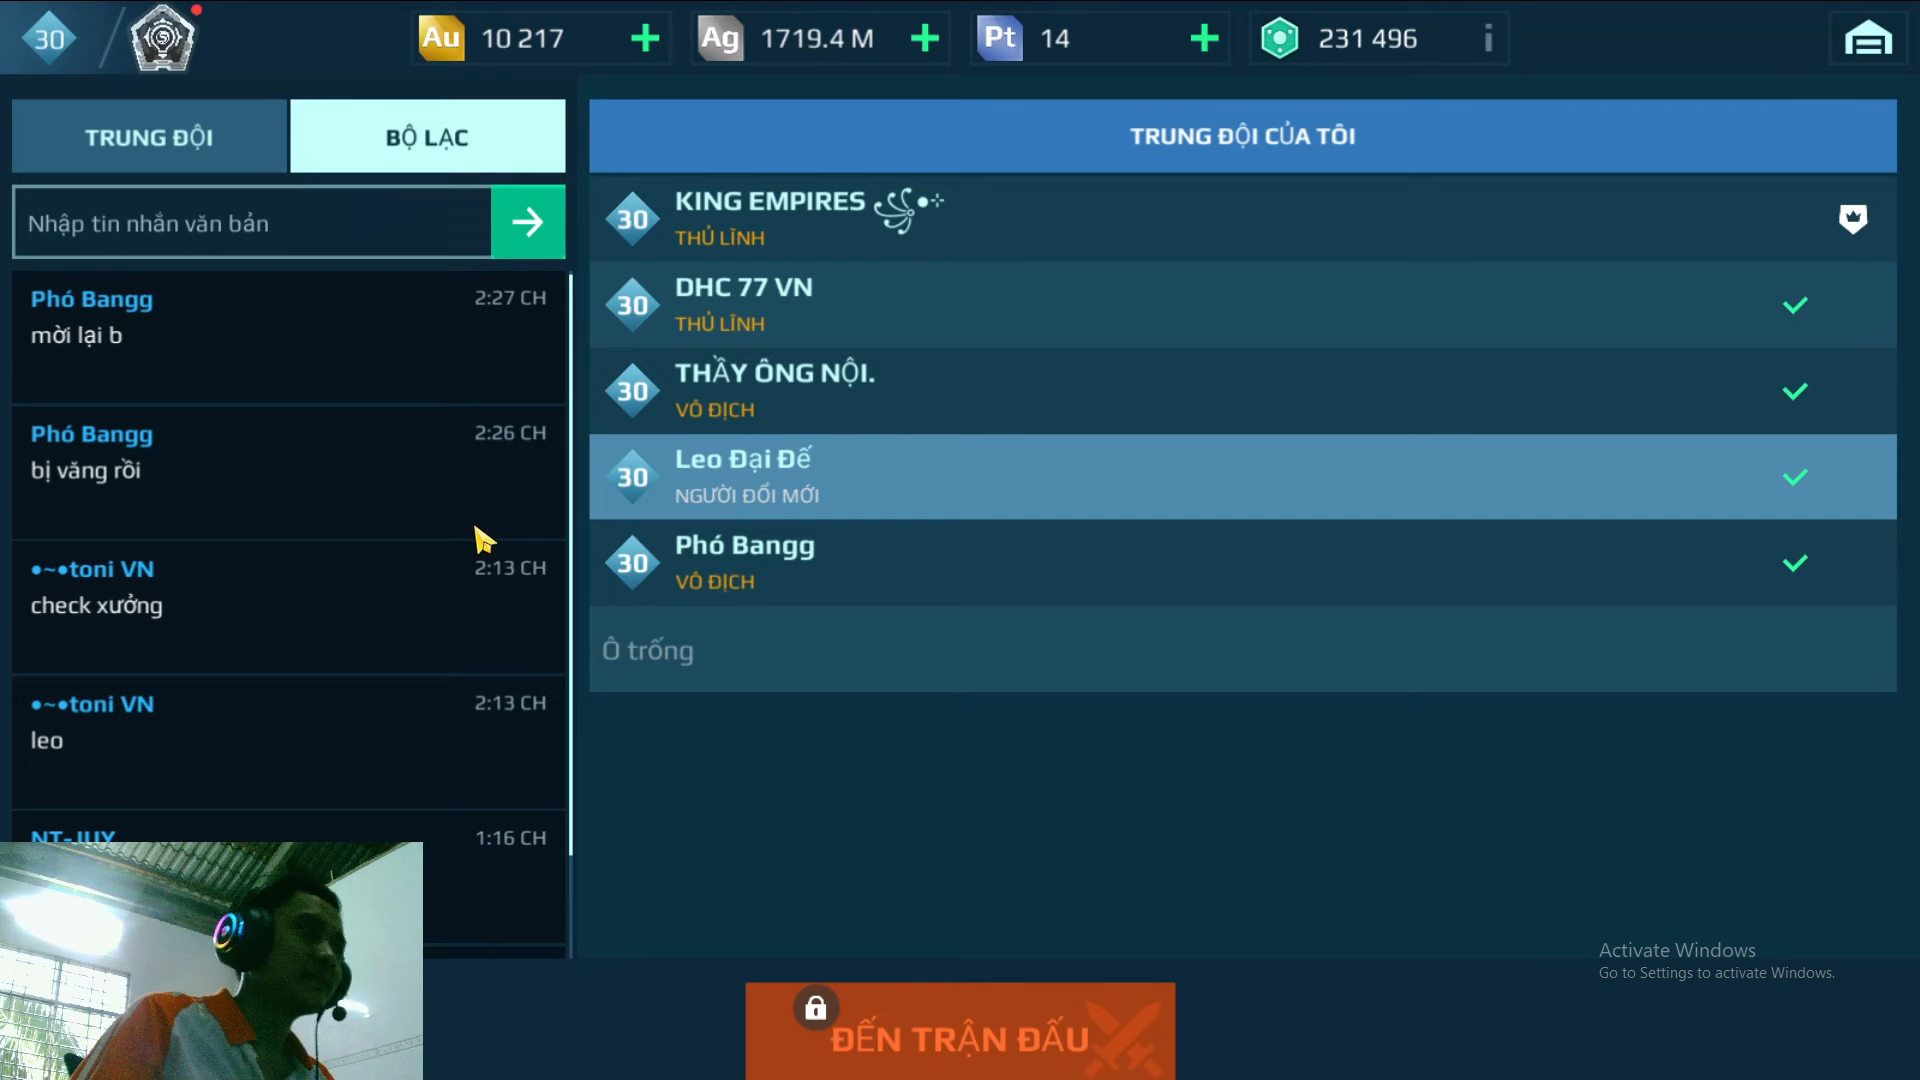 30
Au 10 217
Ag 1719.4 M
Pt 14
231 496
TRUNG ĐỘI
BỘ LẠC
Nhập tin nhắn văn bản
Phó Bangg 2:27 CH
mời lại b
Phó Bangg 2:26 CH
bị văng rồi
•~•toni VN 2:13 CH
check xưởng
•~•toni VN 2:13 CH
leo
NT-JUY 1:16 CH
TRUNG ĐỘI CỦA TÔI
30 KING EMPIRES
THỦ LĨNH
30 DHC 77 VN
THỦ LĨNH
30 THẦY ÔNG NỘI.
VÔ ĐỊCH
30 Leo Đại Đế
NGƯỜI ĐỔI MỚI
30 Phó Bangg
VÔ ĐỊCH
Ô trống
ĐẾN TRẬN ĐẤU
Activate Windows
Go to Settings to activate Windows.